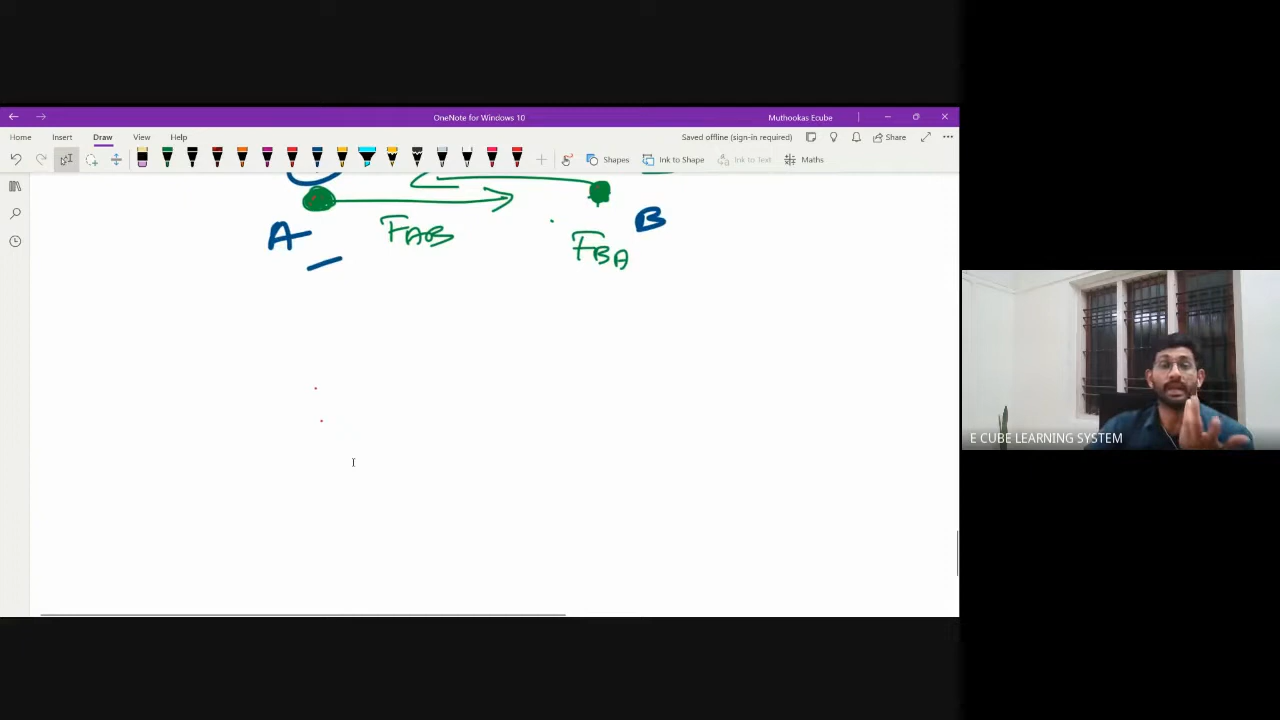 OneNote for Windows 10
Muthookas Ecube
Home Insert Draw View Help
Saved offline (sign-in required)
Share
Shapes
Ink to Shape
Ink to Text
Maths
A
FAB
B
FBA
E CUBE LEARNING SYSTEM